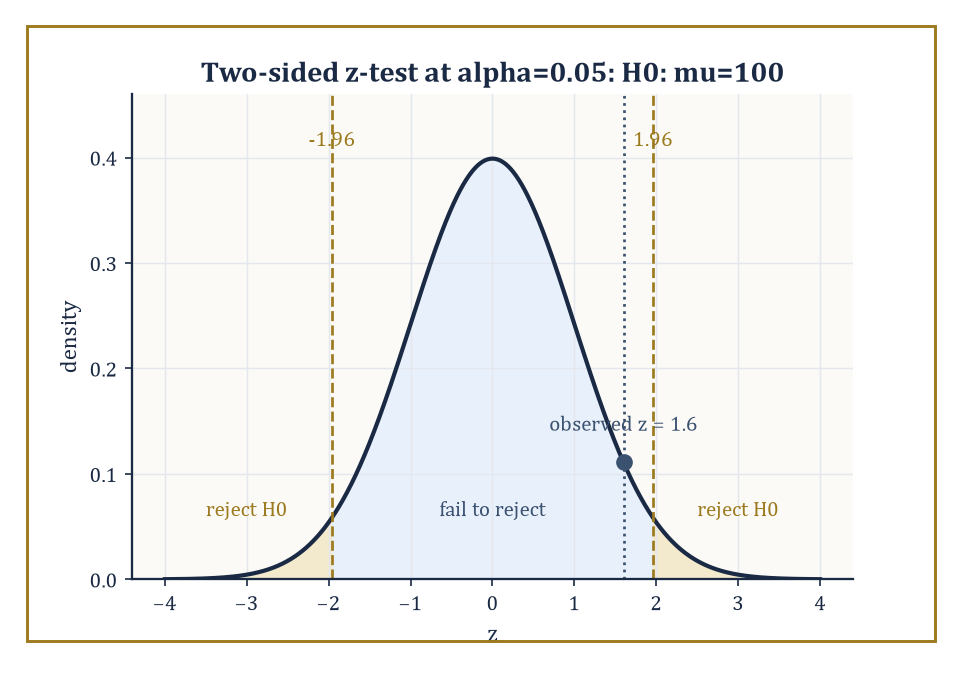 Two-sided z-test at alpha=0.05: H0: mu=100
-1.96
1.96
0.4
0.3
0.2
0.1
0.0
density
observed z = 1.6
reject H0
fail to reject
reject H0
−4
−3
−2
−1
0
1
2
3
4
z